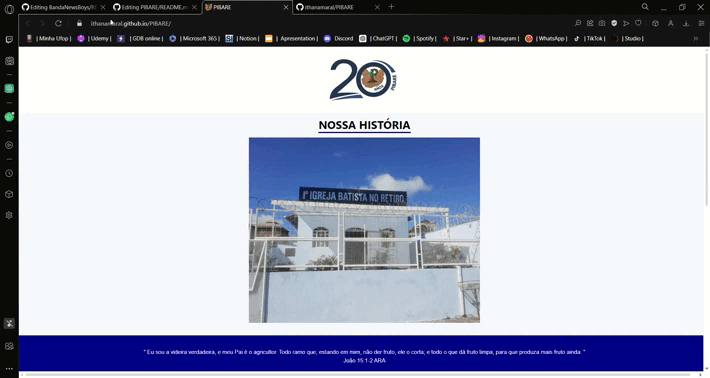 Editing BandaNewsBoys/RE
Editing PIBARE/README.m
PIBARE
ithanamaral/PIBARE
ithanamaral.github.io/PIBARE/
| Minha Ufop |
| Udemy |
| GDB online |
| Microsoft 365 |
| Notion |
| Apresentation |
Discord
| ChatGPT |
| Spotify |
| Star+ |
| Instagram |
| WhatsApp |
| TikTok |
| Studio |
20
NOSSA HISTÓRIA
1ª IGREJA BATISTA NO RETIRO
" Eu sou a videira verdadeira, e meu Pai é o agricultor. Todo ramo que, estando em mim, não der fruto, ele o corta; e todo o que dá fruto limpa, para que produza mais fruto ainda. "
João 15:1-2 ARA